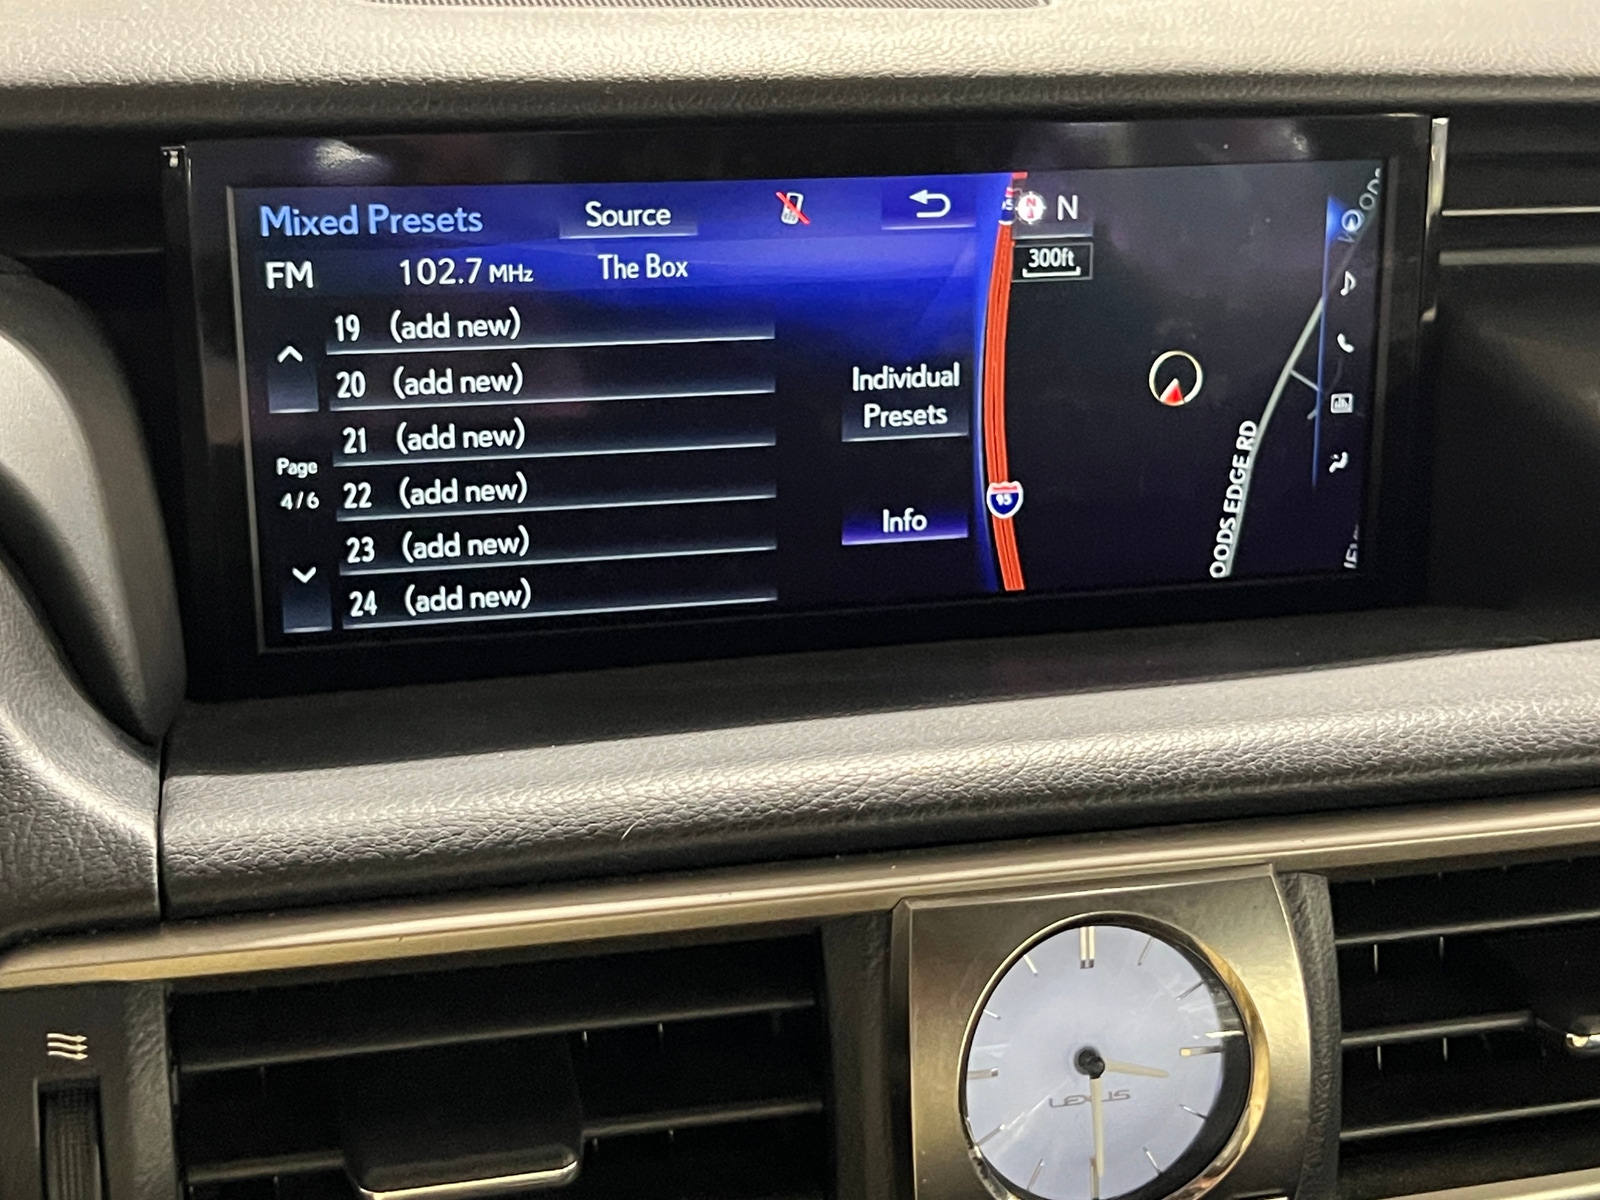 Mixed Presets
Source
N
300ft
FM 102.7 MHz The Box
19 (add new)
20 (add new)
21 (add new)
22 (add new)
23 (add new)
24 (add new)
Page
4/6
Individual
Presets
Info
95
OODS EDGE RD
LEXUS